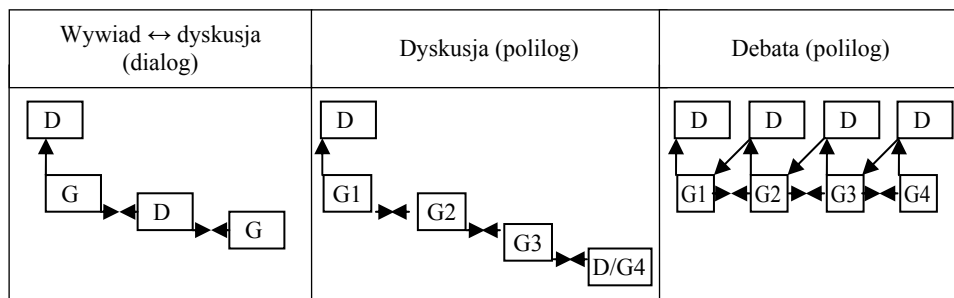 Wywiad ↔ dyskusja
(dialog)
Dyskusja (polilog)
Debata (polilog)
D
G
D
G
D
G1
G2
G3
D/G4
D D D D
G1 G2 G3 G4